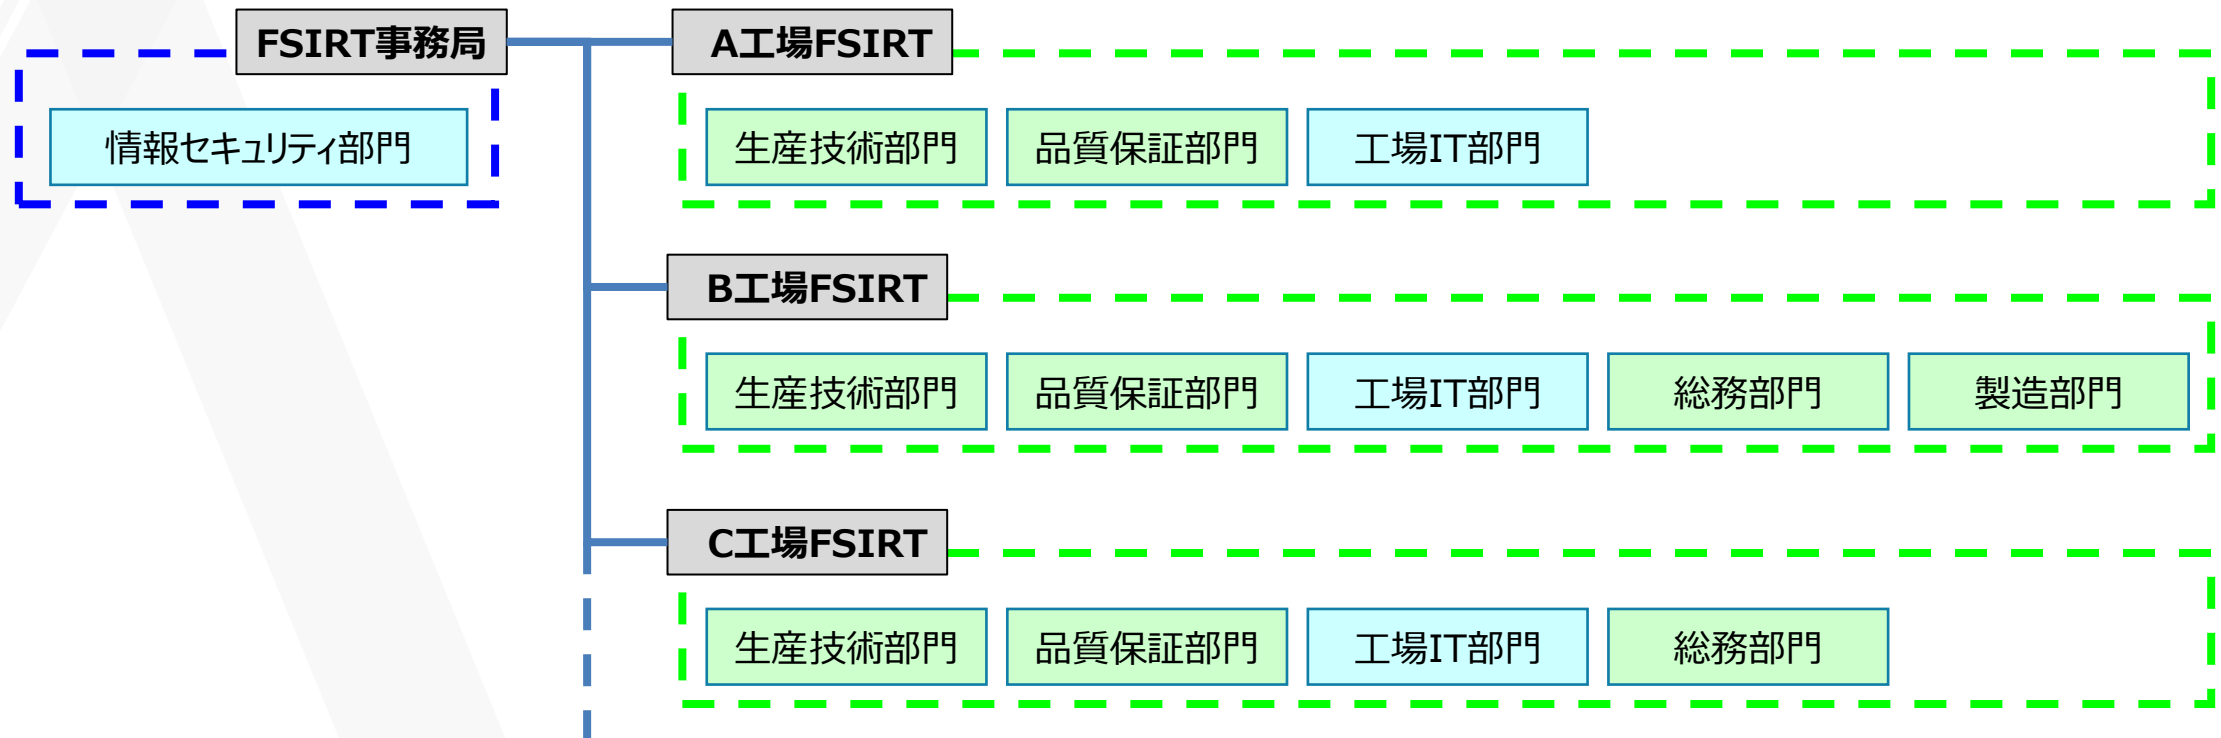 FSIRT事務局
情報セキュリティ部門
A工場FSIRT
生産技術部門
品質保証部門
工場IT部門
B工場FSIRT
生産技術部門
品質保証部門
工場IT部門
総務部門
製造部門
C工場FSIRT
生産技術部門
品質保証部門
工場IT部門
総務部門